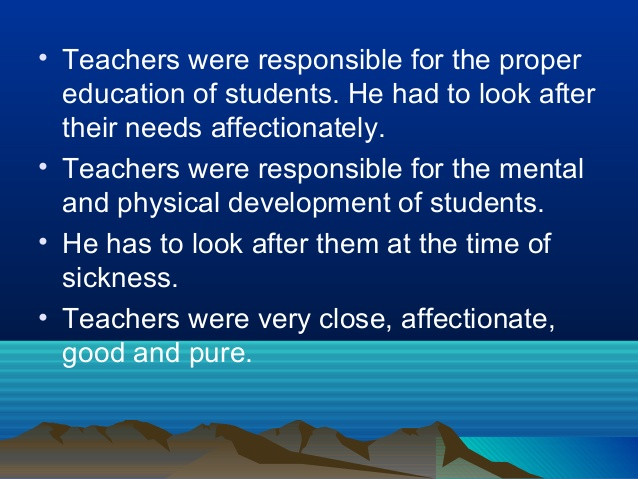 • Teachers were responsible for the proper
education of students. He had to look after
their needs affectionately.
• Teachers were responsible for the mental
and physical development of students.
• He has to look after them at the time of
sickness.
• Teachers were very close, affectionate,
good and pure.